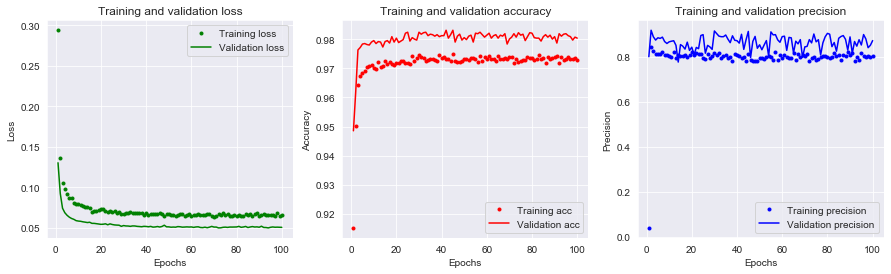 Training and validation loss
0.30
0.25
0.20
0.15
0.10
0.05
0 20 40 60 80 100
Loss
Epochs
Training loss
Validation loss
Training and validation accuracy
0.98
0.97
0.96
0.95
0.94
0.93
0.92
0 20 40 60 80 100
Accuracy
Epochs
Training acc
Validation acc
Training and validation precision
0.8
0.6
0.4
0.2
0.0
0 20 40 60 80 100
Precision
Epochs
Training precision
Validation precision